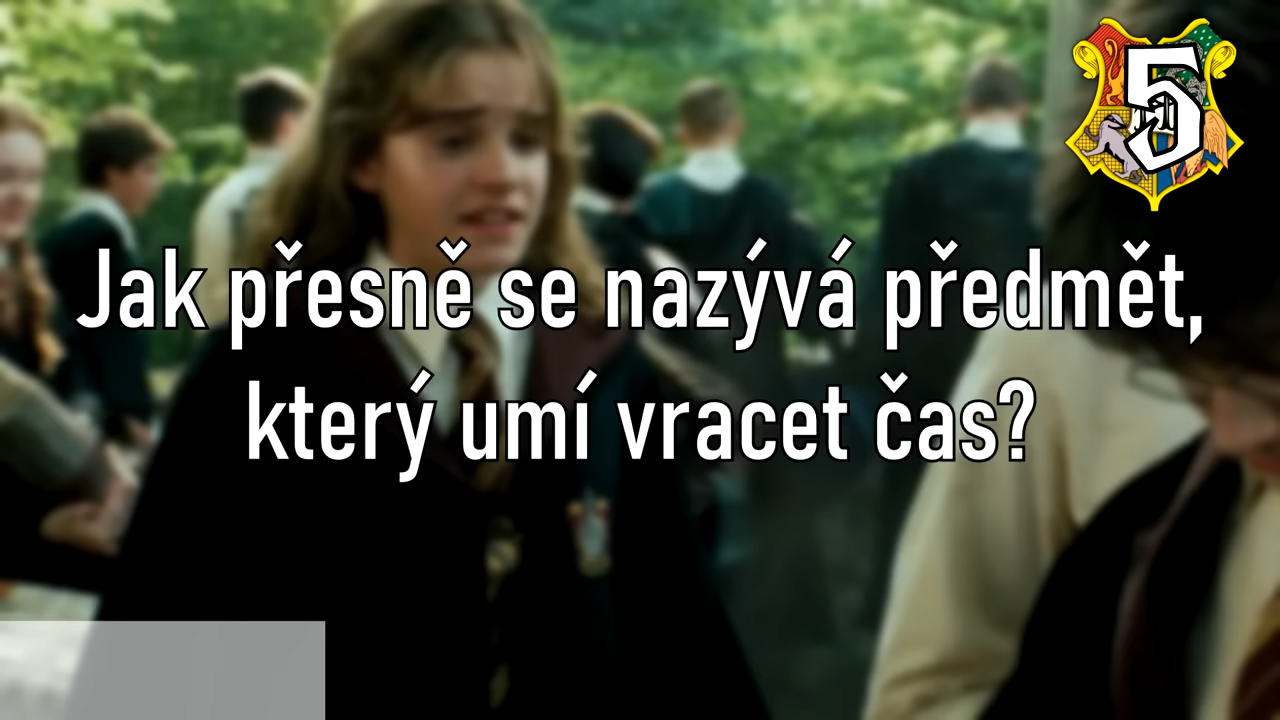 5
Jak přesně se nazývá předmět,
který umí vracet čas?